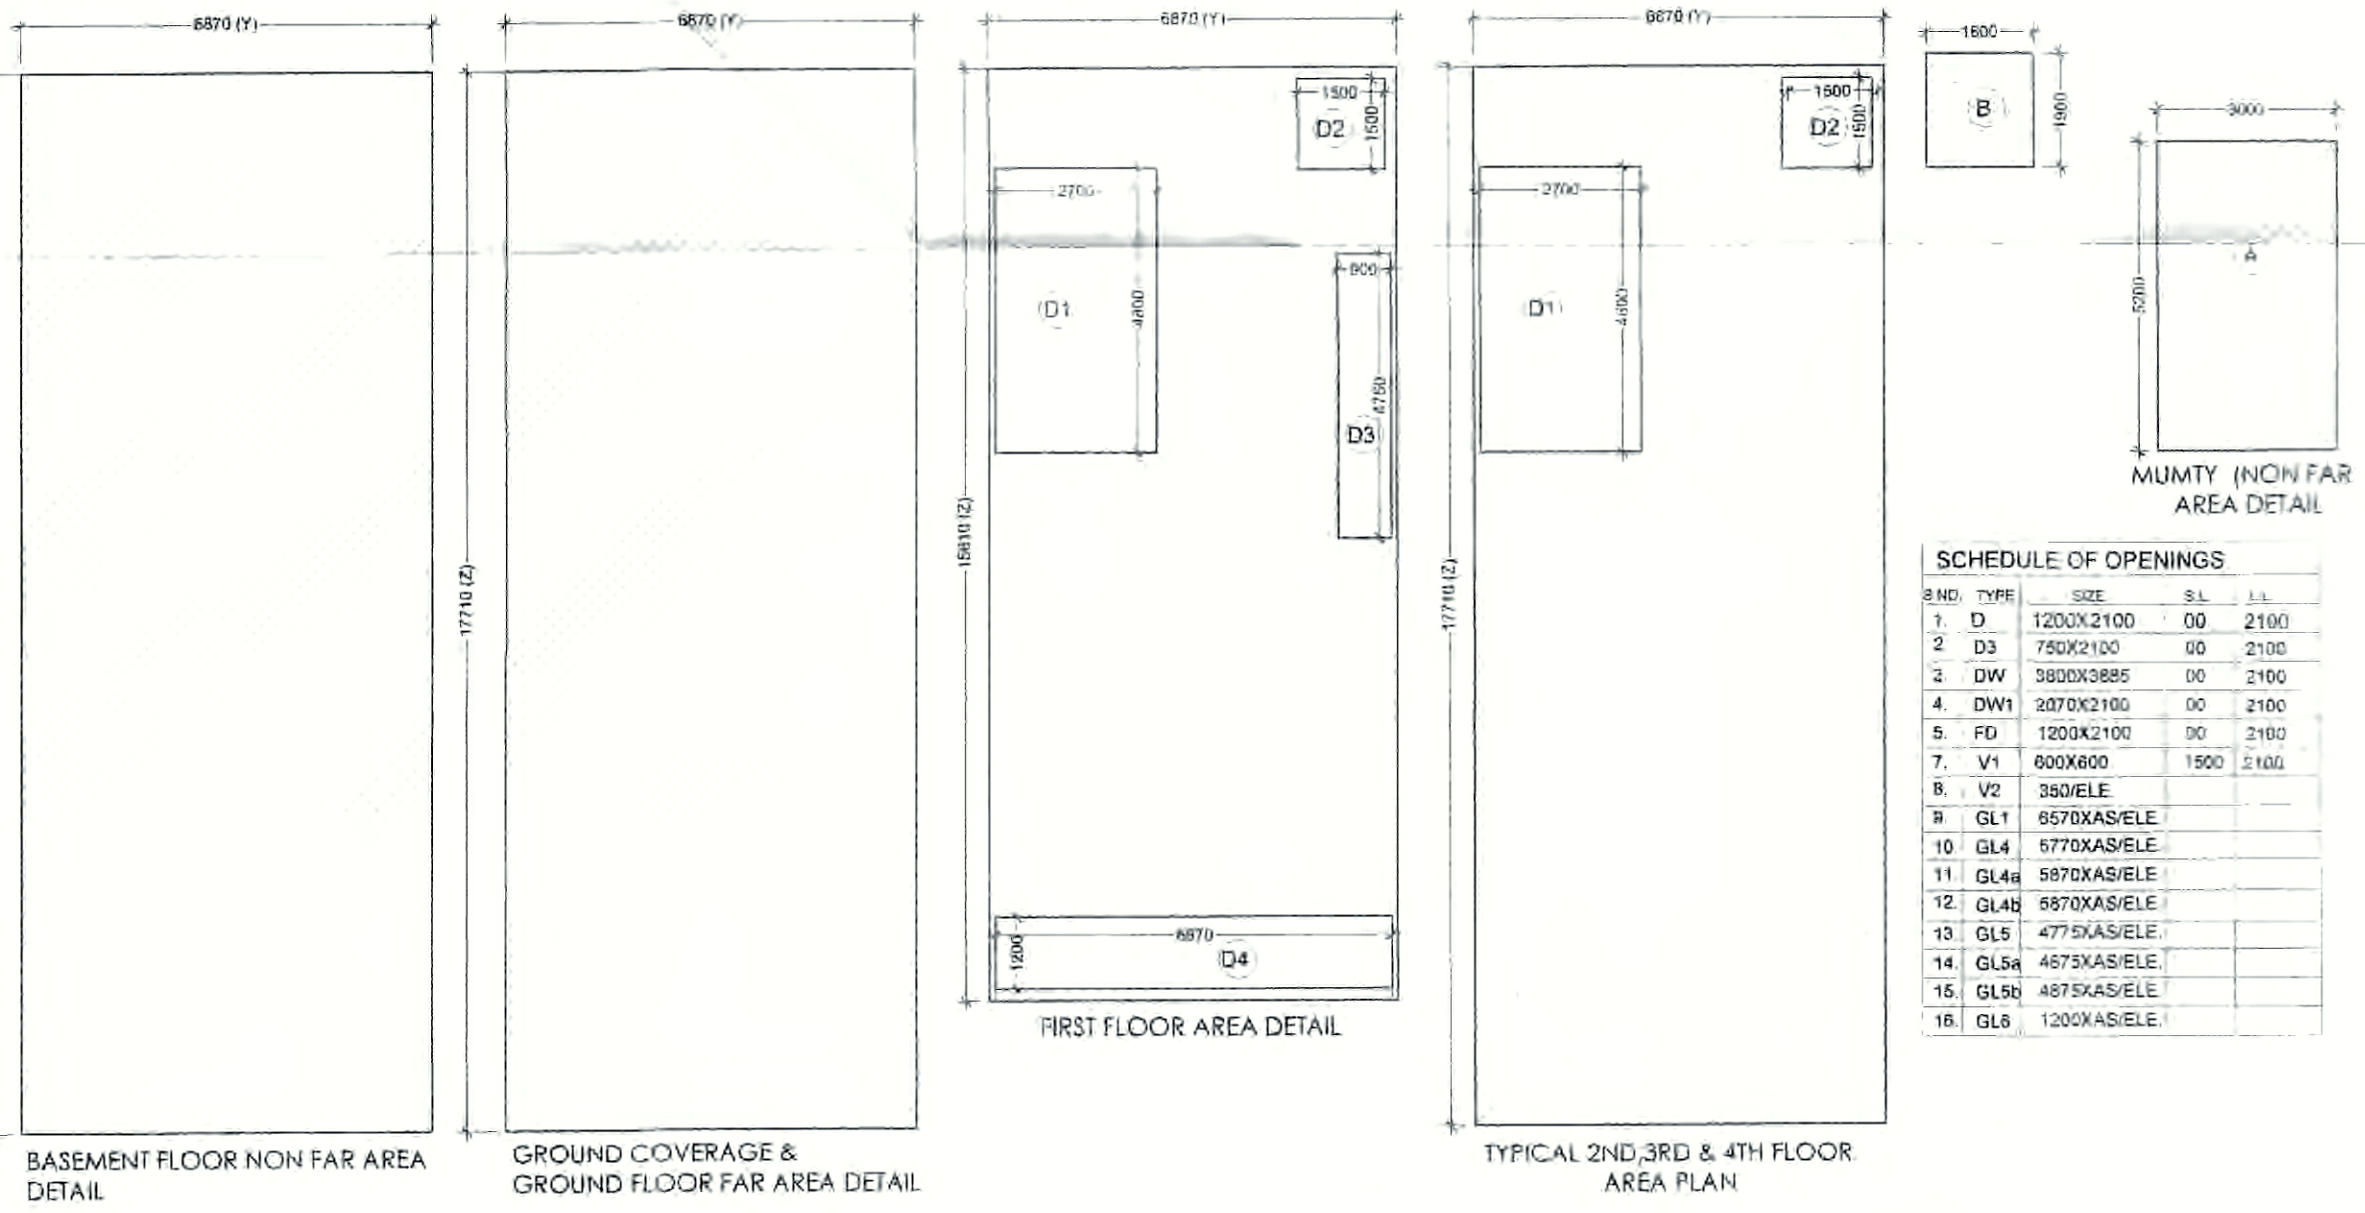 6870 (Y)
BASEMENT FLOOR NON FAR AREA
DETAIL
6870 (Y)
17710 (Z)
GROUND COVERAGE &
GROUND FLOOR FAR AREA DETAIL
6870 (Y)
15610 (Z)
1500
1500
D2
2700
4800
D1
900
4760
D3
6870
1200
D4
FIRST FLOOR AREA DETAIL
6870 (Y)
17710 (Z)
1500
1500
D2
2700
4800
D1
TYPICAL 2ND,3RD & 4TH FLOOR
AREA PLAN
1800
1900
B
3000
5200
A
MUMTY (NON FAR
AREA DETAIL
SCHEDULE OF OPENINGS
S.NO. TYPE SIZE S.L L.L
1. D 1200X2100 00 2100
2 D3 750X2100 00 2100
3. DW 3800X3885 00 2100
4. DW1 2070X2100 00 2100
5. FD 1200X2100 00 2100
7. V1 600X600 1500 2100
8. V2 350/ELE
9. GL1 6570XAS/ELE
10. GL4 5770XAS/ELE
11. GL4a 5870XAS/ELE
12. GL4b 5870XAS/ELE
13. GL5 4775XAS/ELE.
14. GL5a 4675XAS/ELE.
15. GL5b 4875XAS/ELE
16. GL6 1200XAS/ELE.